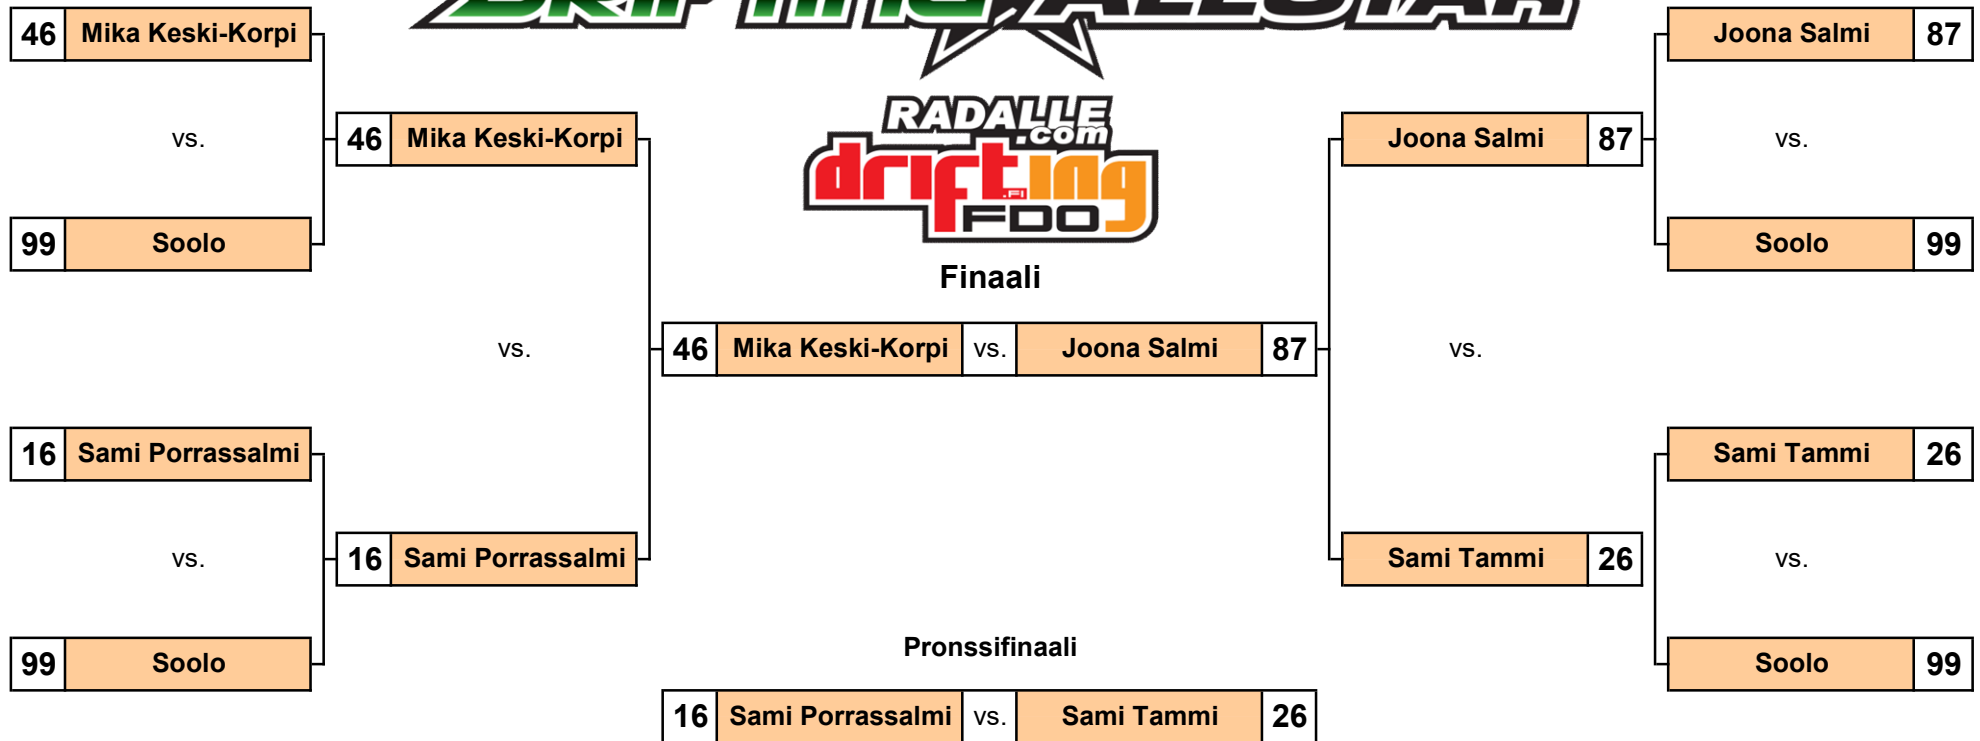 DRIFTING ALLSTAR
46 Mika Keski-Korpi
Joona Salmi 87
RADALLE
.com
vs.
46 Mika Keski-Korpi
Joona Salmi 87
vs.
drifting
.FI
FDO
99 Soolo
Soolo 99
Finaali
vs.
46 Mika Keski-Korpi vs. Joona Salmi 87
vs.
16 Sami Porrassalmi
Sami Tammi 26
vs.
16 Sami Porrassalmi
Sami Tammi 26
vs.
Pronssifinaali
99 Soolo
Soolo 99
16 Sami Porrassalmi vs. Sami Tammi 26